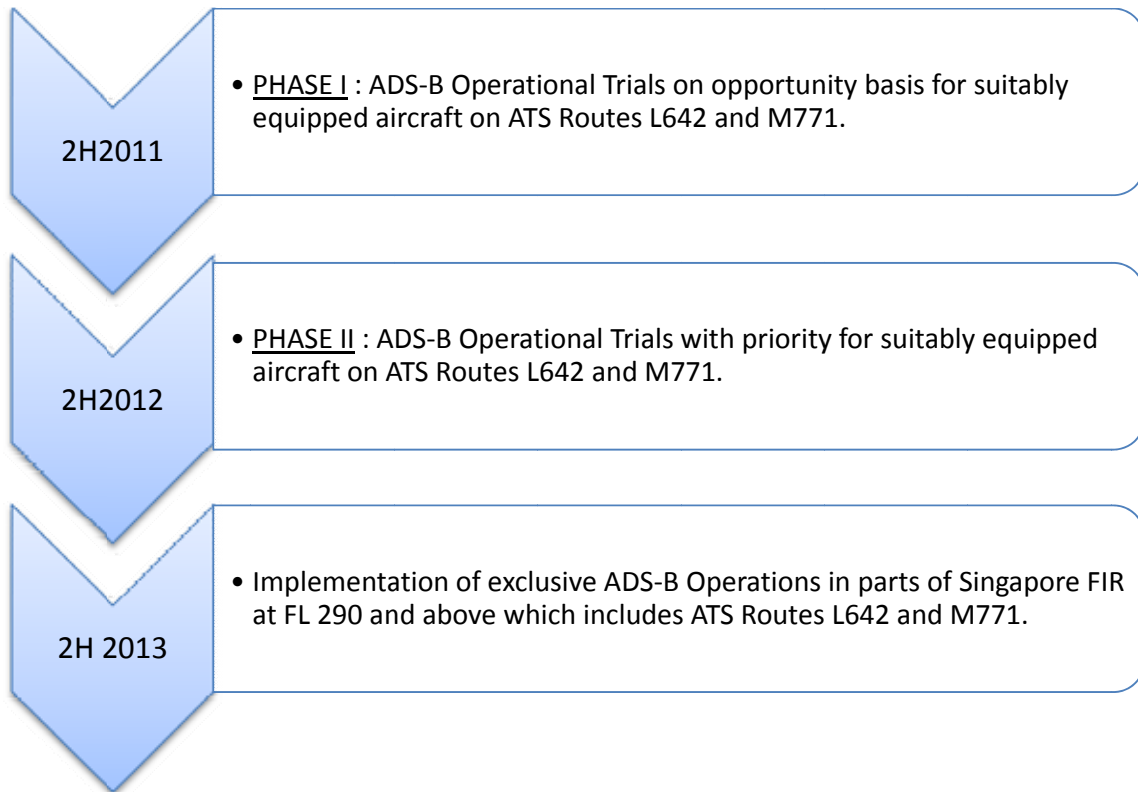 2H2011
• PHASE I : ADS-B Operational Trials on opportunity basis for suitably
equipped aircraft on ATS Routes L642 and M771.
2H2012
• PHASE II : ADS-B Operational Trials with priority for suitably equipped
aircraft on ATS Routes L642 and M771.
2H 2013
• Implementation of exclusive ADS-B Operations in parts of Singapore FIR
at FL 290 and above which includes ATS Routes L642 and M771.